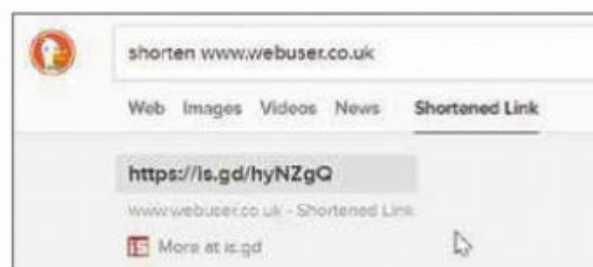 shorten www.webuser.co.uk
Web Images Videos News Shortened Link
https://is.gd/hyNZgQ
www.webuser.co.uk - Shortened Link
is More at is.gd